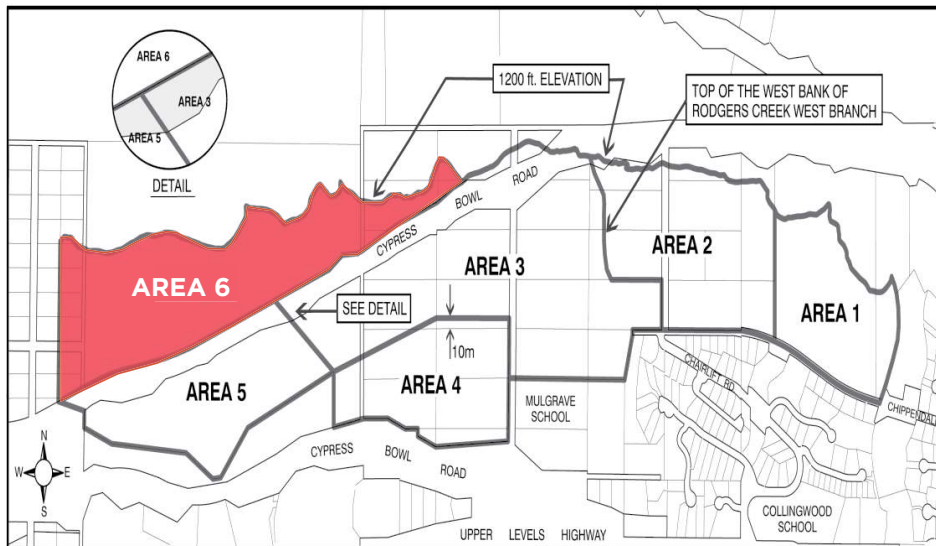 AREA 6
AREA 3
AREA 5
DETAIL
1200 ft. ELEVATION
TOP OF THE WEST BANK OF
RODGERS CREEK WEST BRANCH
CYPRESS BOWL ROAD
AREA 6
SEE DETAIL
AREA 3
AREA 2
AREA 1
10m
AREA 5
AREA 4
MULGRAVE
SCHOOL
CHAIRLIFT RD
CHIPPENDALE
CYPRESS BOWL ROAD
N
W E
S
COLLINGWOOD
SCHOOL
UPPER LEVELS HIGHWAY